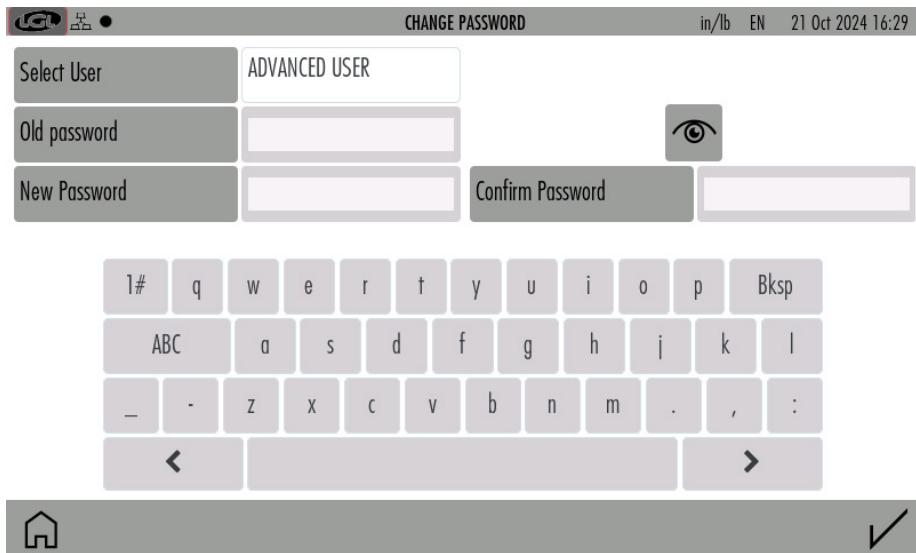 LGL CHANGE PASSWORD in/lb EN 21 Oct 2024 16:29
Select User ADVANCED USER
Old password
New Password Confirm Password
1# q w e r t y u i o p Bksp
ABC a s d f g h j k l
_ - z x c v b n m . , :